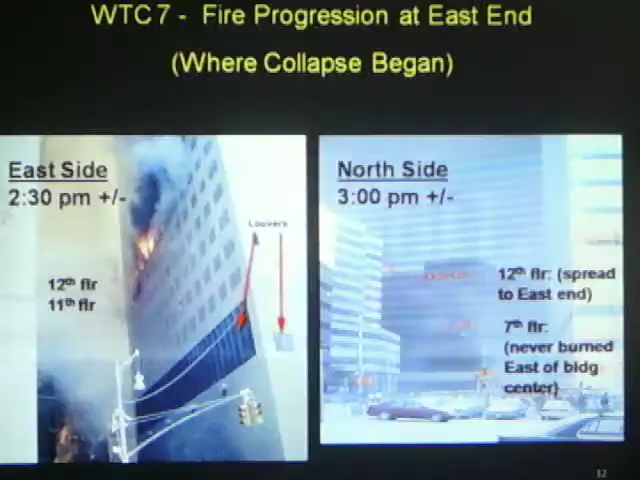 WTC 7 - Fire Progression at East End
(Where Collapse Began)
East Side
2:30 pm +/-
Louvers
12th flr
11th flr
North Side
3:00 pm +/-
12th flr: (spread
to East end)
7th flr:
(never burned
East of bldg
center)
12